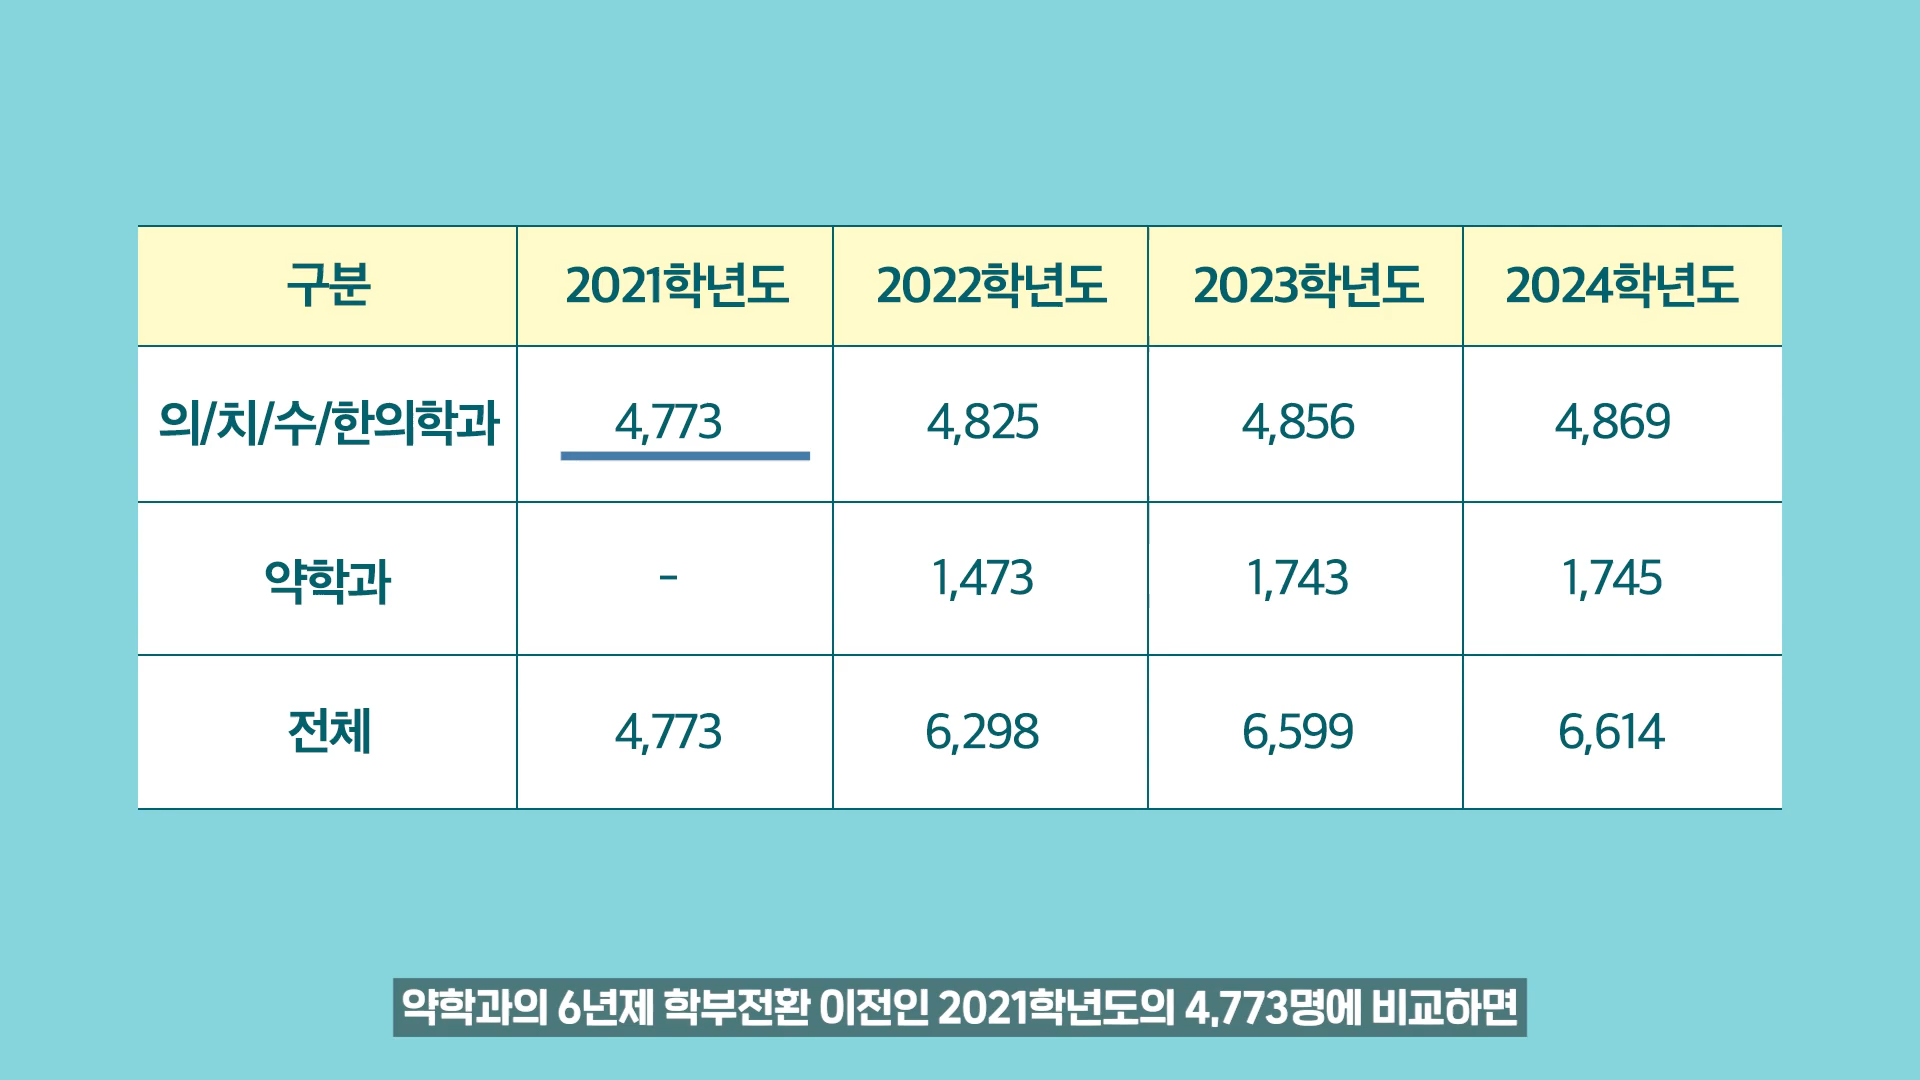 구분 2021학년도 2022학년도 2023학년도 2024학년도
의/치/수/한의학과 4,773 4,825 4,856 4,869
약학과 - 1,473 1,743 1,745
전체 4,773 6,298 6,599 6,614
약학과의 6년제 학부전환 이전인 2021학년도의 4,773명에 비교하면